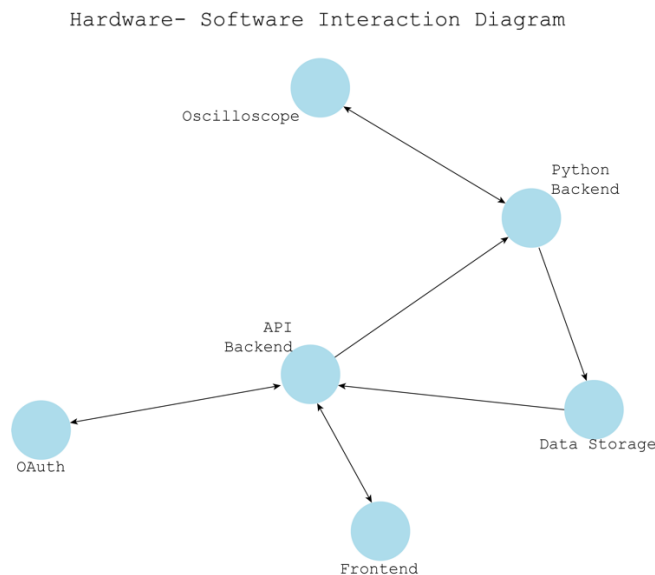 Hardware- Software Interaction Diagram
Oscilloscope
Python
Backend
API
Backend
Data Storage
OAuth
Frontend